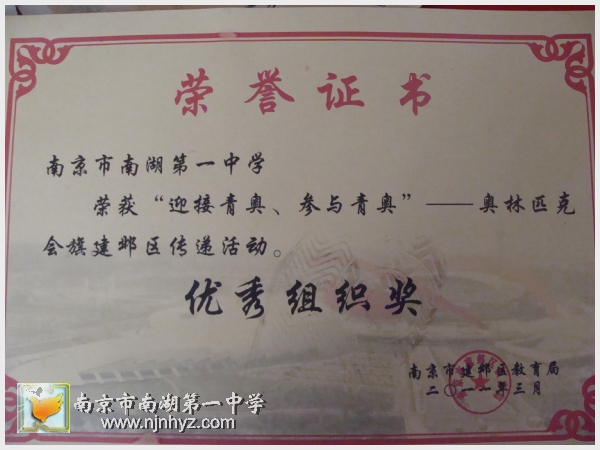 荣誉证书
南京市南湖第一中学
荣获“迎接青奥、参与青奥”——奥林匹克
会旗建邺区传递活动。
优秀组织奖
南京市建邺区教育局
二〇一一年三月
南京市南湖第一中学
www.njnhyz.com